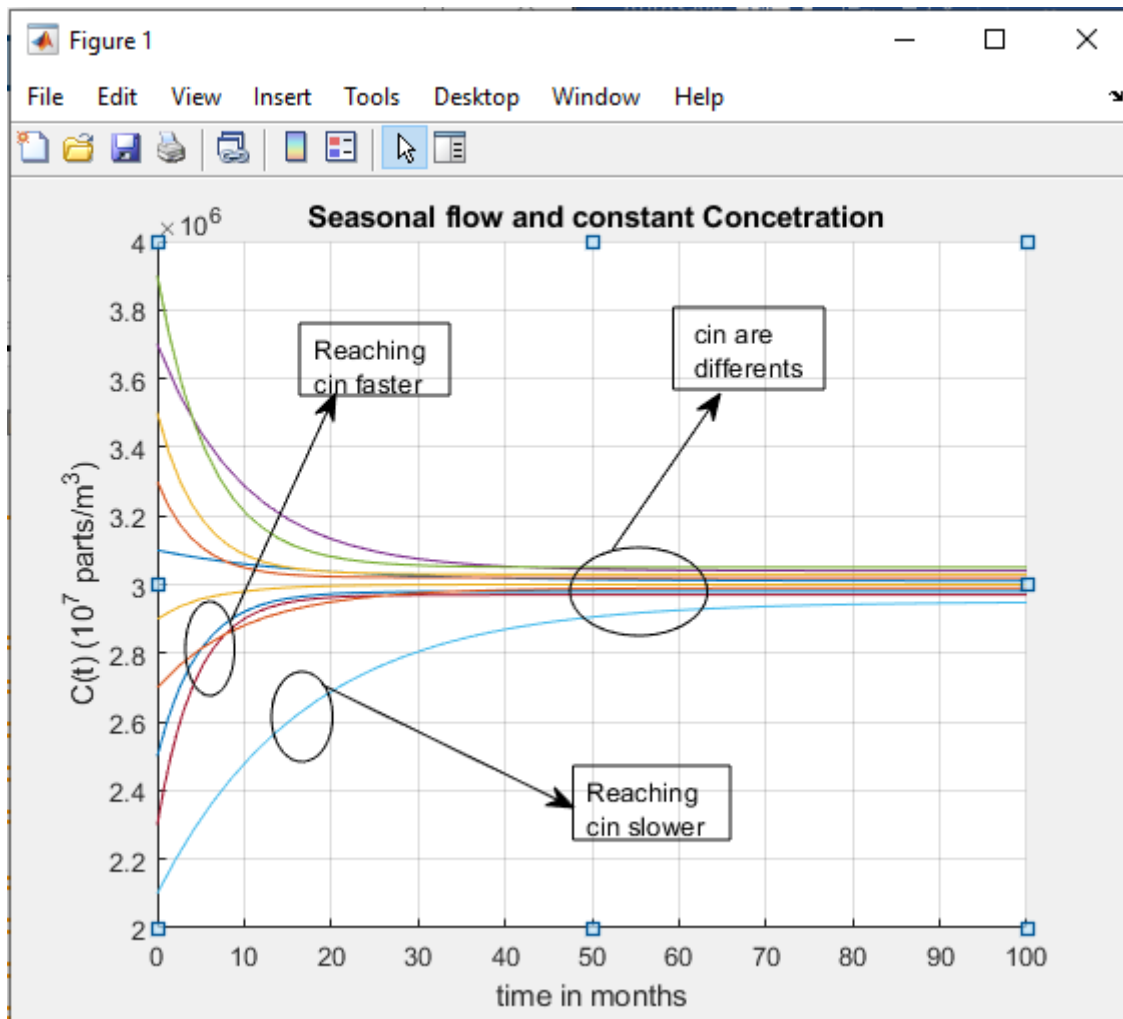 Figure 1
File Edit View Insert Tools Desktop Window Help
×10^6
Seasonal flow and constant Concetration
4
3.8
3.6
3.4
3.2
3
2.8
2.6
2.4
2.2
2
C(t) (10^7 parts/m^3)
Reaching
cin faster
cin are
differents
Reaching
cin slower
0 10 20 30 40 50 60 70 80 90 100
time in months